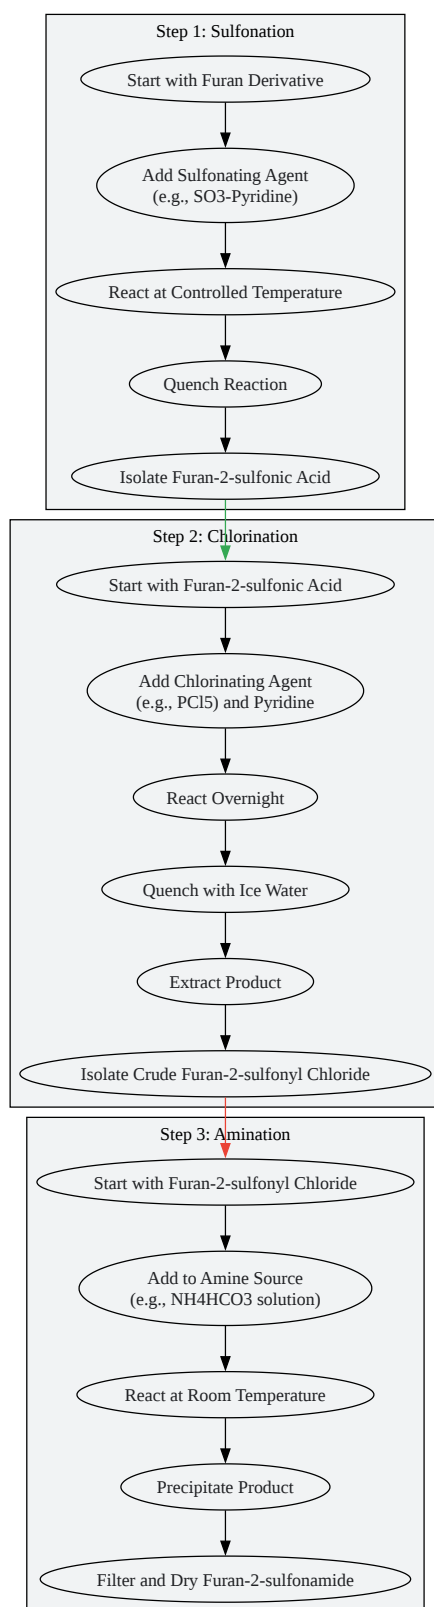 Step 1: Sulfonation
Start with Furan Derivative
Add Sulfonating Agent
(e.g., SO3-Pyridine)
React at Controlled Temperature
Quench Reaction
Isolate Furan-2-sulfonic Acid
Step 2: Chlorination
Start with Furan-2-sulfonic Acid
Add Chlorinating Agent
(e.g., PCl5) and Pyridine
React Overnight
Quench with Ice Water
Extract Product
Isolate Crude Furan-2-sulfonyl Chloride
Step 3: Amination
Start with Furan-2-sulfonyl Chloride
Add to Amine Source
(e.g., NH4HCO3 solution)
React at Room Temperature
Precipitate Product
Filter and Dry Furan-2-sulfonamide